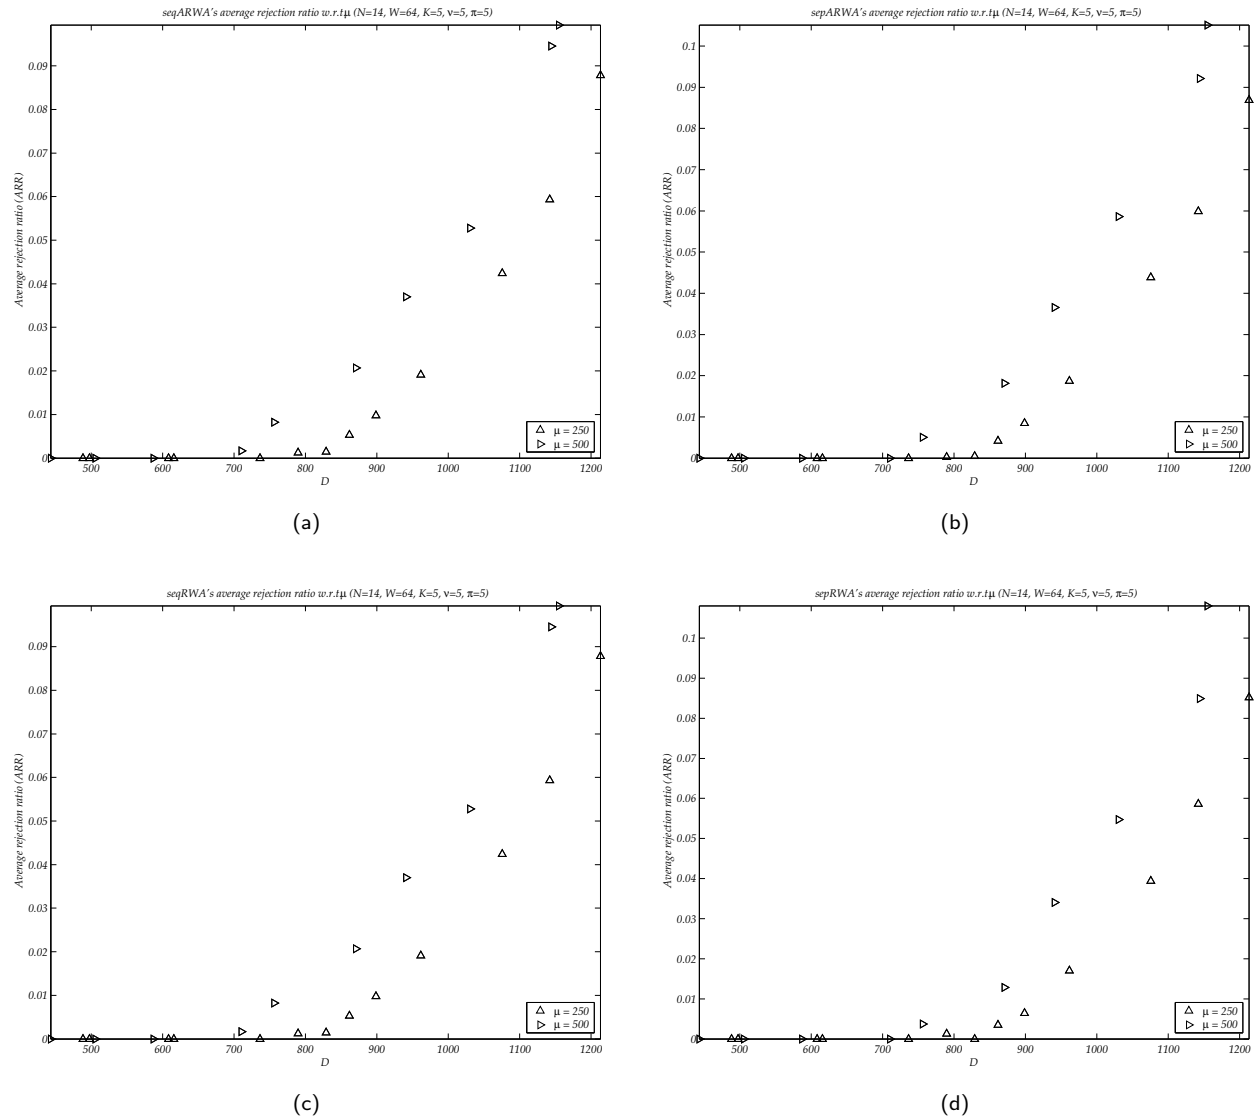 seqARWA's average rejection ratio w.r.tμ (N=14, W=64, K=5, ν=5, π=5)
0.09
0.08
0.07
0.06
0.05
0.04
0.03
0.02
0.01
0
Average rejection ratio (ARR)
500 600 700 800 900 1000 1100 1200
D
μ = 250
μ = 500
(a)
sepARWA's average rejection ratio w.r.tμ (N=14, W=64, K=5, ν=5, π=5)
0.1
0.09
0.08
0.07
0.06
0.05
0.04
0.03
0.02
0.01
0
Average rejection ratio (ARR)
500 600 700 800 900 1000 1100 1200
D
μ = 250
μ = 500
(b)
seqRWA's average rejection ratio w.r.tμ (N=14, W=64, K=5, ν=5, π=5)
0.09
0.08
0.07
0.06
0.05
0.04
0.03
0.02
0.01
0
Average rejection ratio (ARR)
500 600 700 800 900 1000 1100 1200
D
μ = 250
μ = 500
(c)
sepRWA's average rejection ratio w.r.tμ (N=14, W=64, K=5, ν=5, π=5)
0.1
0.09
0.08
0.07
0.06
0.05
0.04
0.03
0.02
0.01
0
Average rejection ratio (ARR)
500 600 700 800 900 1000 1100 1200
D
μ = 250
μ = 500
(d)